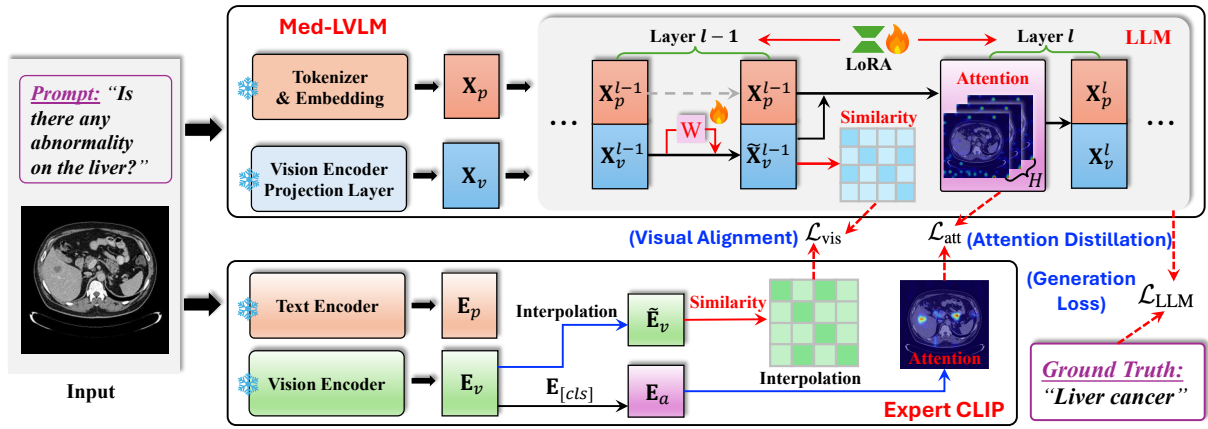 Prompt: “Is
there any
abnormality
on the liver?”
Input
Med-LVLM
Tokenizer
& Embedding
X_p
Vision Encoder
Projection Layer
X_v
LLM
Layer l − 1
LoRA
Layer l
...
X_p^{l−1}
X_v^{l−1}
W
X_p^{l−1}
X̃_v^{l−1}
Similarity
Attention
H
X_p^l
X_v^l
...
(Visual Alignment) ℒ_vis
ℒ_att (Attention Distillation)
(Generation
Loss)
ℒ_LLM
Text Encoder
E_p
Vision Encoder
E_v
Interpolation
Ẽ_v
Similarity
Interpolation
E_[cls]
E_a
Attention
Expert CLIP
Ground Truth:
“Liver cancer”